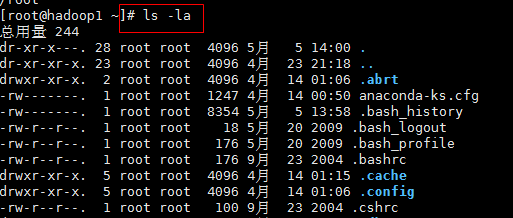 /root
[root@hadoop1 ~]# ls -la
总用量 244
dr-xr-x---. 28 root root 4096 5月 5 14:00 .
dr-xr-xr-x. 23 root root 4096 4月 23 21:18 ..
drwxr-xr-x. 2 root root 4096 4月 14 01:06 .abrt
-rw-------. 1 root root 1247 4月 14 00:50 anaconda-ks.cfg
-rw-------. 1 root root 8354 5月 5 13:58 .bash_history
-rw-r--r--. 1 root root 18 5月 20 2009 .bash_logout
-rw-r--r--. 1 root root 176 5月 20 2009 .bash_profile
-rw-r--r--. 1 root root 176 9月 23 2004 .bashrc
drwxr-xr-x. 5 root root 4096 4月 14 01:15 .cache
drwxr-xr-x. 5 root root 4096 4月 14 01:06 .config
-rw-r--r--. 1 root root 100 9月 23 2004 .cshrc